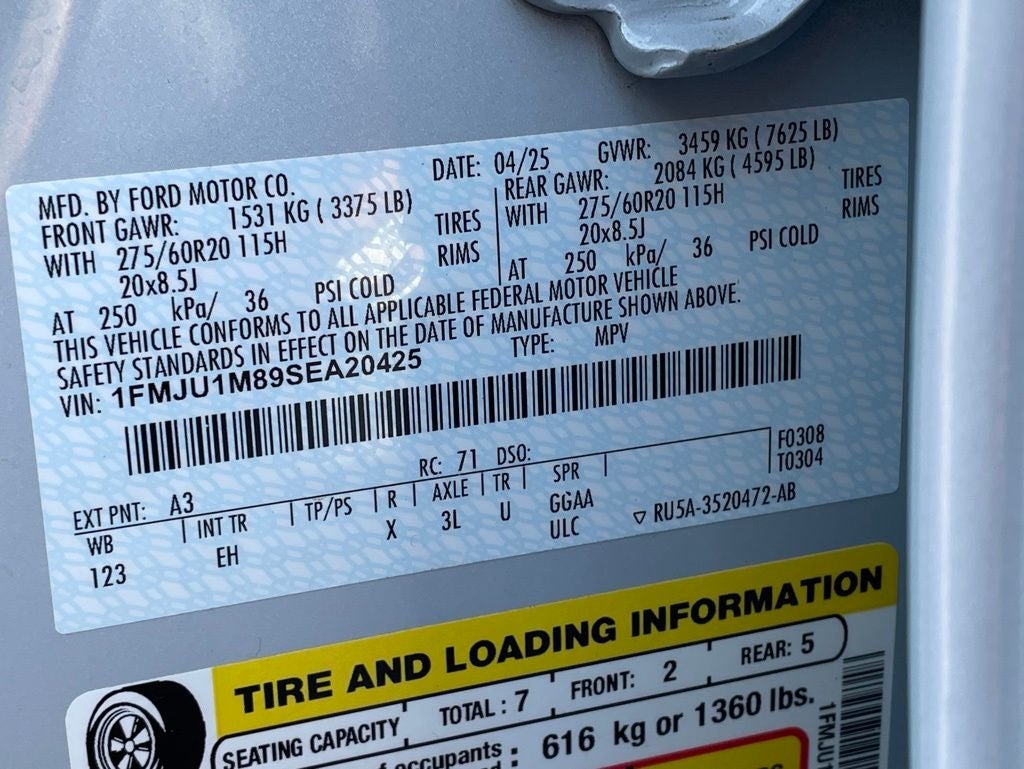 MFD. BY FORD MOTOR CO. DATE: 04/25 GVWR: 3459 KG ( 7625 LB)
FRONT GAWR: 1531 KG ( 3375 LB) REAR GAWR: 2084 KG ( 4595 LB)
WITH 275/60R20 115H TIRES WITH 275/60R20 115H TIRES
20x8.5J RIMS 20x8.5J RIMS
AT 250 kPa/ 36 PSI COLD AT 250 kPa/ 36 PSI COLD
THIS VEHICLE CONFORMS TO ALL APPLICABLE FEDERAL MOTOR VEHICLE
SAFETY STANDARDS IN EFFECT ON THE DATE OF MANUFACTURE SHOWN ABOVE.
VIN: 1FMJU1M89SEA20425 TYPE: MPV
EXT PNT: A3 RC: 71 DSO: F0308
T0304
WB INT TR TP/PS R AXLE TR SPR
123 EH X 3L U GGAA
ULC RU5A-3520472-AB
TIRE AND LOADING INFORMATION
SEATING CAPACITY TOTAL: 7 FRONT: 2 REAR: 5
occupants : 616 kg or 1360 lbs.
1FMJU1